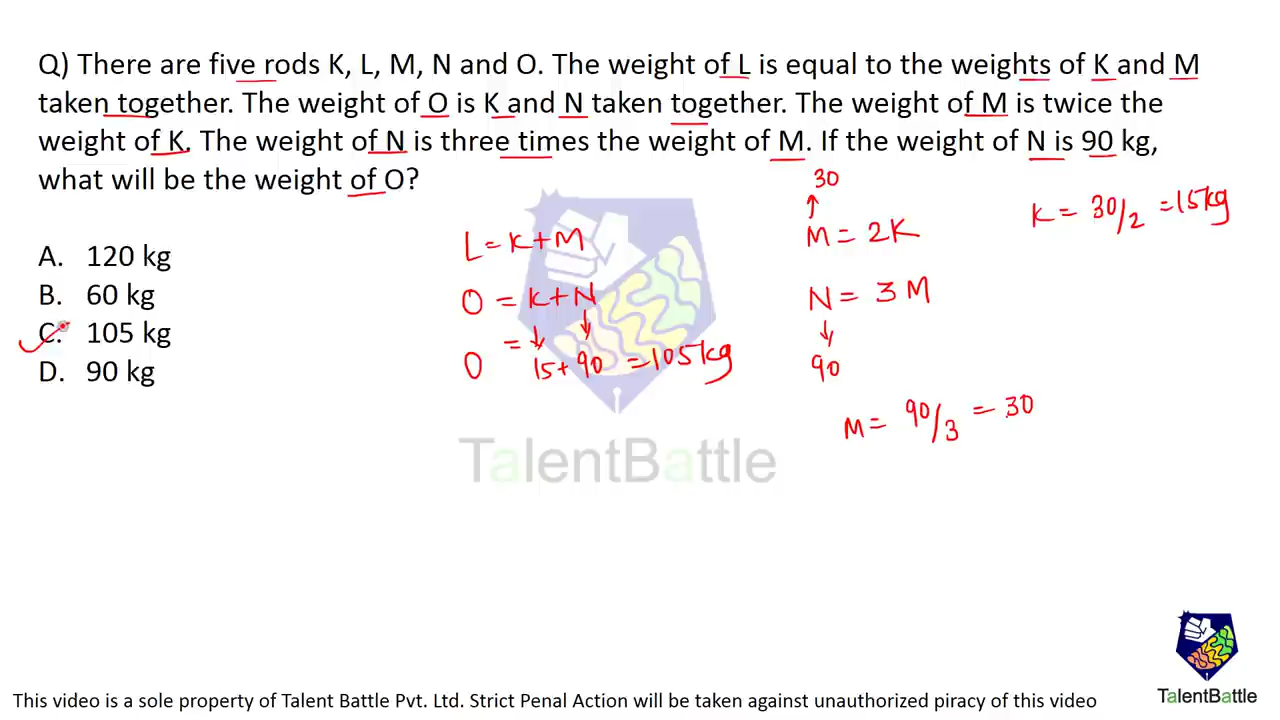 Q) There are five rods K, L, M, N and O. The weight of L is equal to the weights of K and M
taken together. The weight of O is K and N taken together. The weight of M is twice the
weight of K. The weight of N is three times the weight of M. If the weight of N is 90 kg,
what will be the weight of O?
30
K = 30/2 = 15kg
M = 2K
L = K+M
A. 120 kg
B. 60 kg
O = K+N
N = 3M
C. 105 kg
O = 15+90 = 105kg
90
D. 90 kg
M = 90/3 = 30
TalentBattle
TalentBattle
This video is a sole property of Talent Battle Pvt. Ltd. Strict Penal Action will be taken against unauthorized piracy of this video